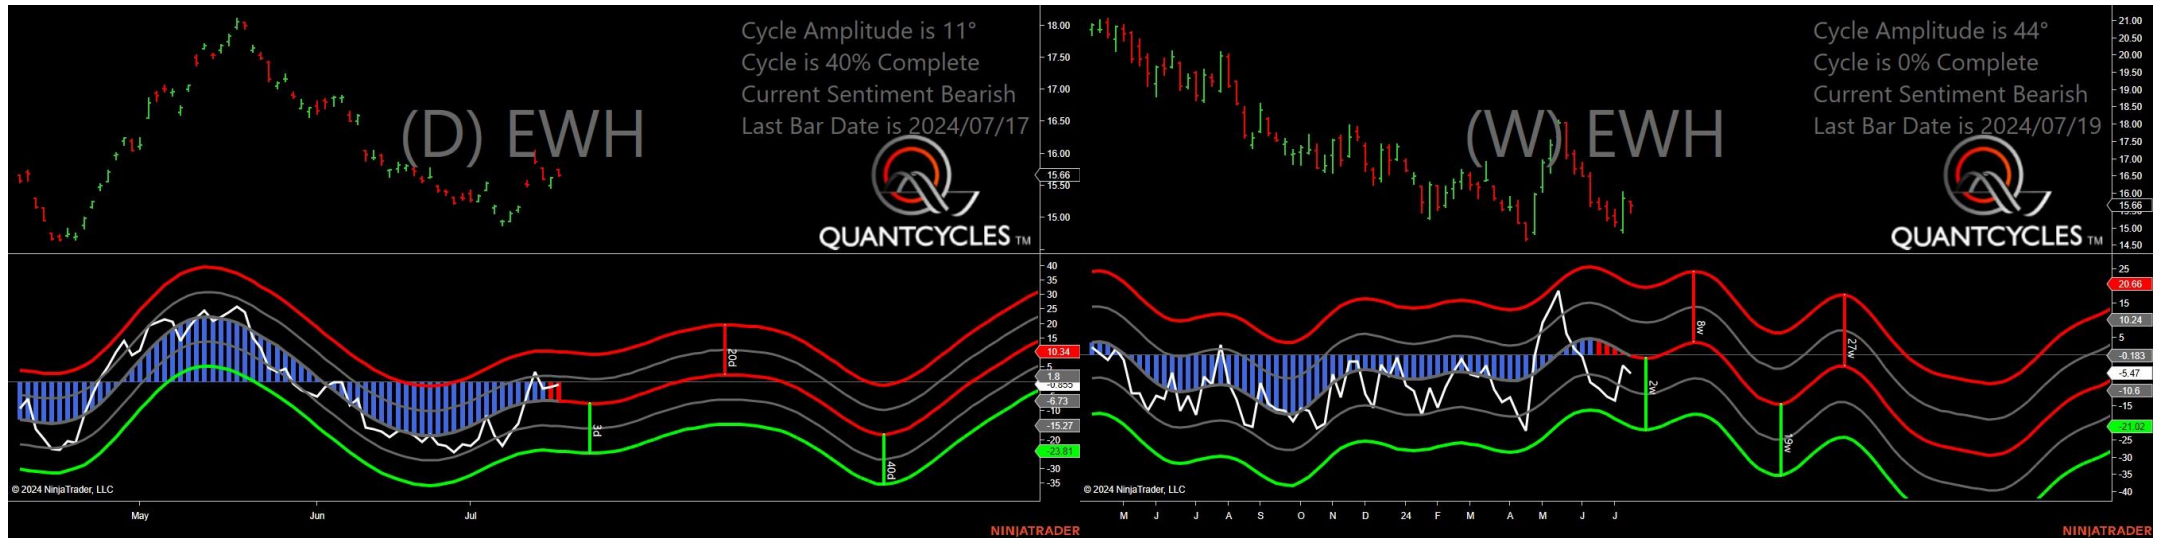 Cycle Amplitude is 11°
Cycle is 40% Complete
Current Sentiment Bearish
Last Bar Date is 2024/07/17
(D) EWH
QUANTCYCLES TM
18.00
17.50
17.00
16.50
16.00
15.66
15.50
15.00
40
35
30
25
20
15
10.34
5
1.8
-0.855
-6.73
-10
-15.27
-20
-23.81
-30
-35
3d
20d
40d
© 2024 NinjaTrader, LLC
May
Jun
Jul
NINJATRADER
Cycle Amplitude is 44°
Cycle is 0% Complete
Current Sentiment Bearish
Last Bar Date is 2024/07/19
(W) EWH
QUANTCYCLES TM
21.00
20.50
20.00
19.50
19.00
18.50
18.00
17.50
17.00
16.50
16.00
15.66
15.00
14.50
25
20.66
15
10.24
5
-0.183
-5.47
-10.6
-15
-21.02
-25
-30
-35
-40
2w
8w
19w
27w
© 2024 NinjaTrader, LLC
M
J
J
A
S
O
N
D
24
F
M
A
M
J
J
NINJATRADER